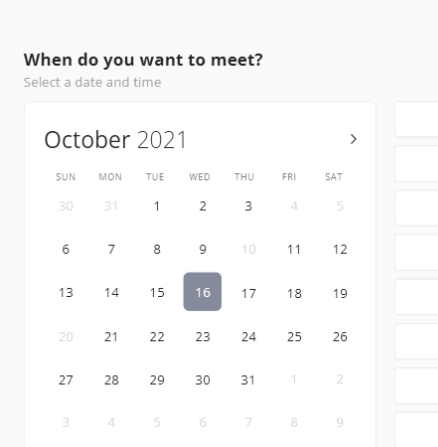 When do you want to meet?
Select a date and time
October 2021
SUN MON TUE WED THU FRI SAT
30 31 1 2 3 4 5
6 7 8 9 10 11 12
13 14 15 16 17 18 19
20 21 22 23 24 25 26
27 28 29 30 31 1 2
3 4 5 6 7 8 9